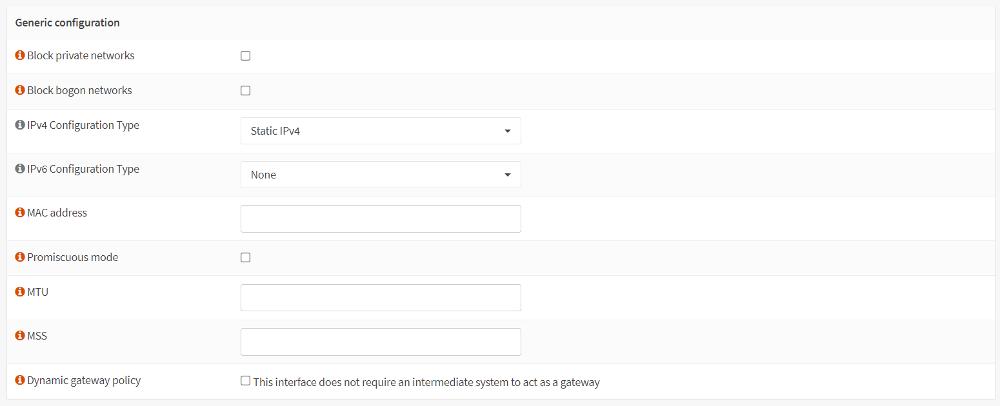 Generic configuration
Block private networks
Block bogon networks
IPv4 Configuration Type
Static IPv4
IPv6 Configuration Type
None
MAC address
Promiscuous mode
MTU
MSS
Dynamic gateway policy
This interface does not require an intermediate system to act as a gateway